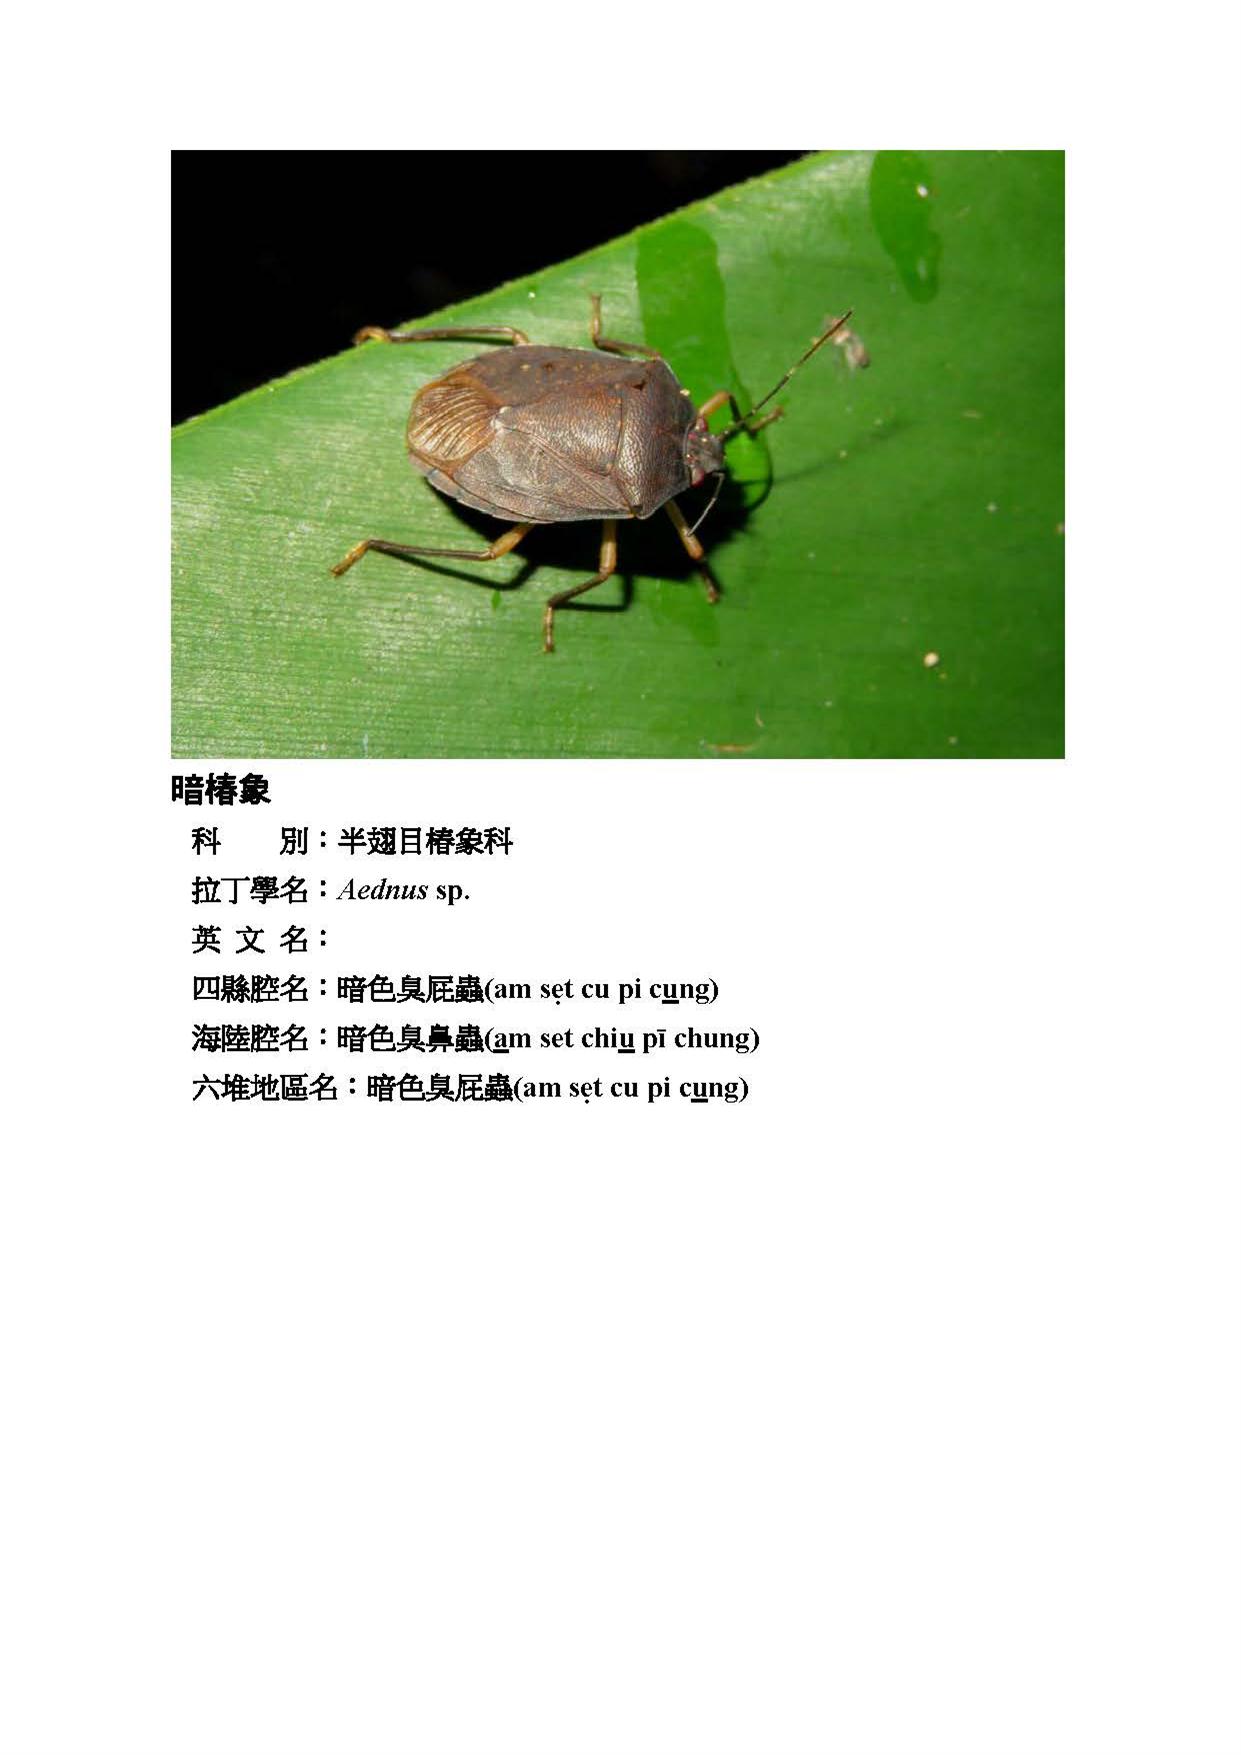 暗椿象
科　　別：半翅目椿象科
拉丁學名：Aednus sp.
英 文 名：
四縣腔名：暗色臭屁蟲(am sẹt cu pi cu̲ng)
海陸腔名：暗色臭鼻蟲(a̲m set chiu̲ pī chung)
六堆地區名：暗色臭屁蟲(am sẹt cu pi cu̲ng)